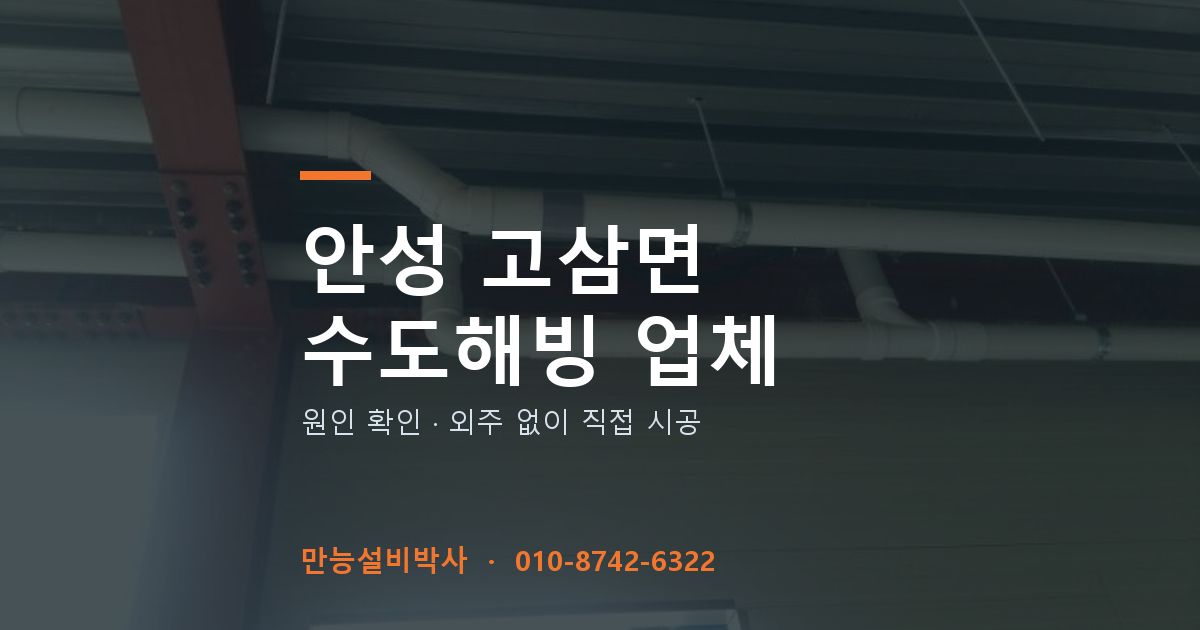 안성 고삼면
수도해빙 업체
원인 확인 · 외주 없이 직접 시공
만능설비박사 · 010-8742-6322